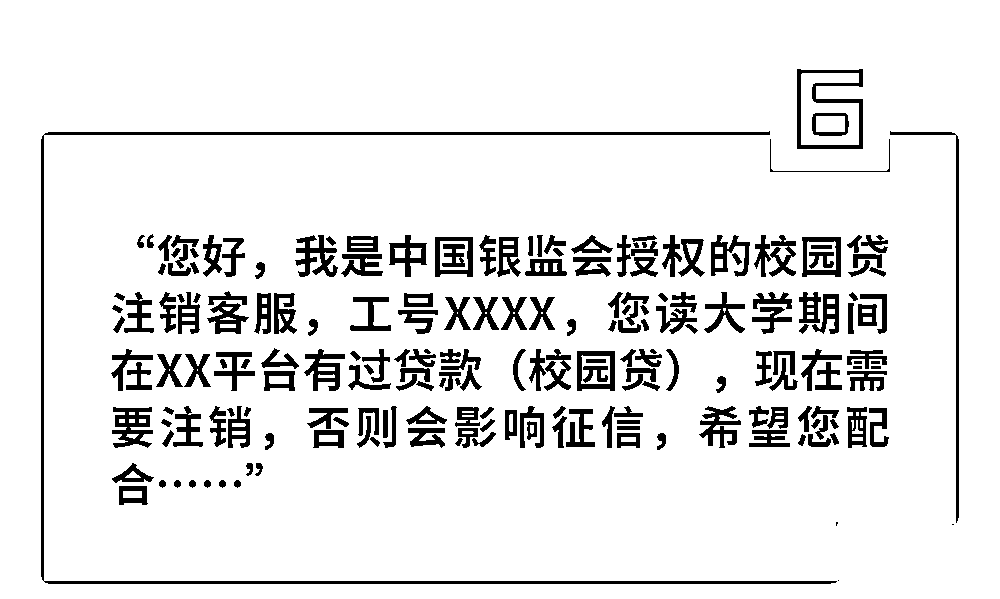 6
“您好，我是中国银监会授权的校园贷
注销客服，工号XXXX，您读大学期间
在XX平台有过贷款（校园贷），现在需
要注销，否则会影响征信，希望您配
合……”